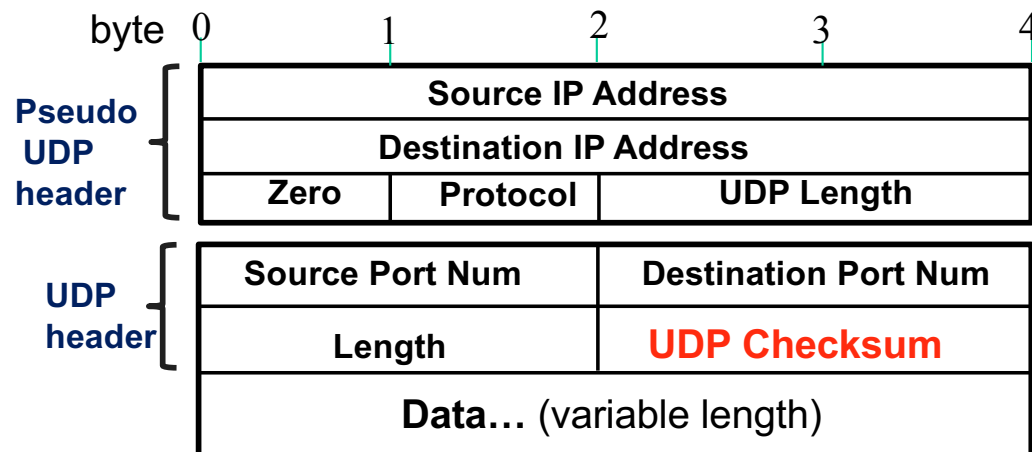 byte 0 1 2 3 4
Pseudo
UDP
header
Source IP Address
Destination IP Address
Zero Protocol UDP Length
UDP
header
Source Port Num Destination Port Num
Length UDP Checksum
Data... (variable length)